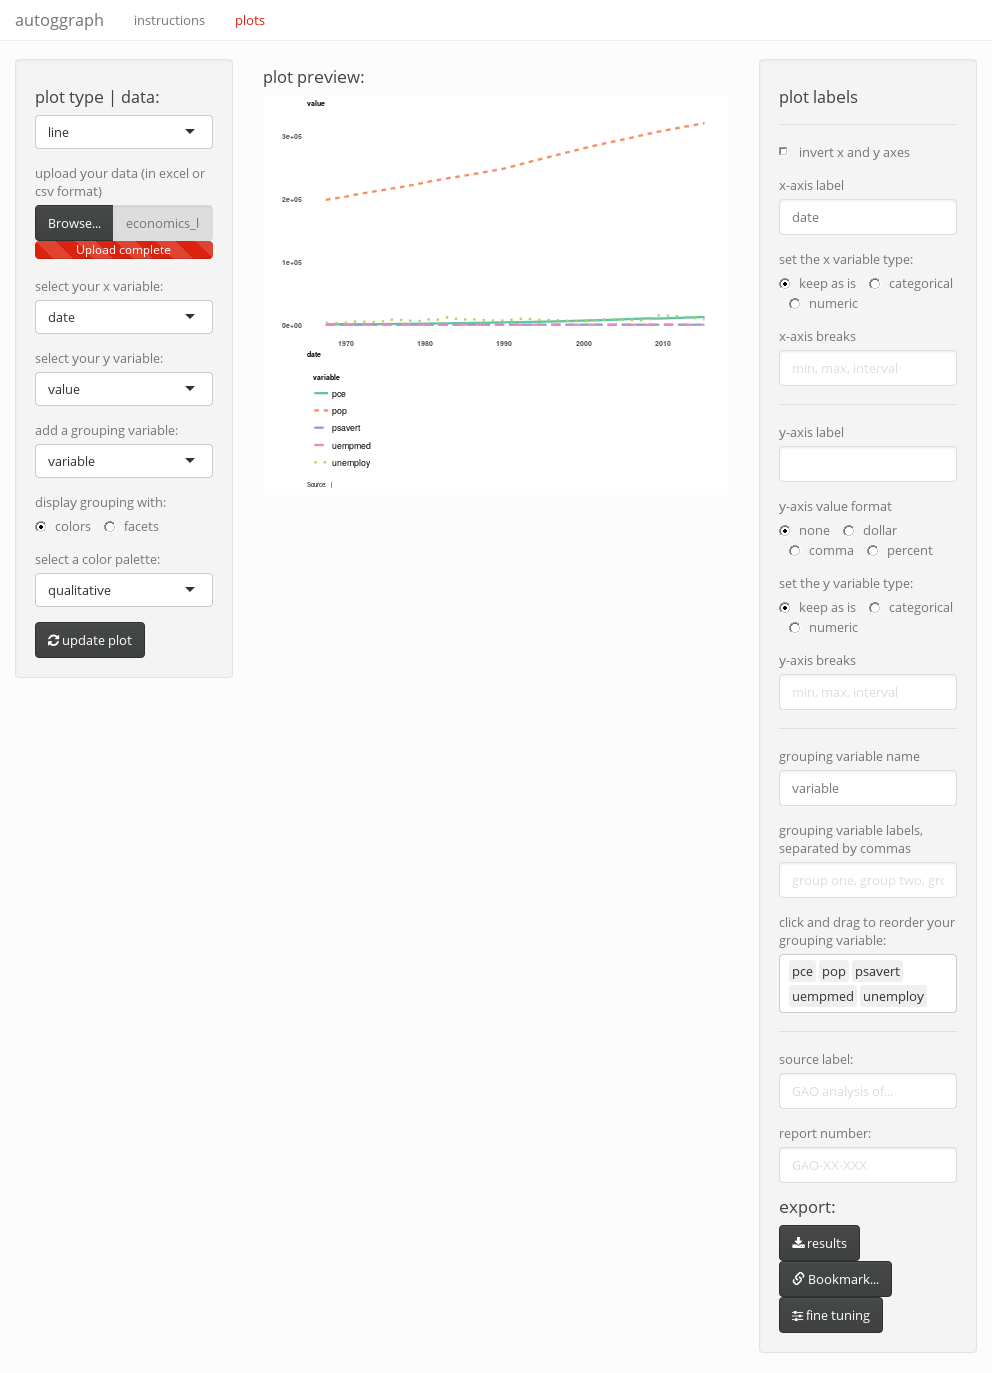 autoggraph instructions plots
plot type | data:
line
upload your data (in excel or
csv format)
Browse... economics_l
Upload complete
select your x variable:
date
select your y variable:
value
add a grouping variable:
variable
display grouping with:
colors facets
select a color palette:
qualitative
update plot
plot preview:
value
3e+05
2e+05
1e+05
0e+00
1970 1980 1990 2000 2010
date
variable
pce
pop
psavert
uempmed
unemploy
Source: |
plot labels
invert x and y axes
x-axis label
date
set the x variable type:
keep as is categorical
numeric
x-axis breaks
min, max, interval
y-axis label
y-axis value format
none dollar
comma percent
set the y variable type:
keep as is categorical
numeric
y-axis breaks
min, max, interval
grouping variable name
variable
grouping variable labels,
separated by commas
group one, group two, gro
click and drag to reorder your
grouping variable:
pce pop psavert
uempmed unemploy
source label:
GAO analysis of...
report number:
GAO-XX-XXX
export:
results
Bookmark...
fine tuning